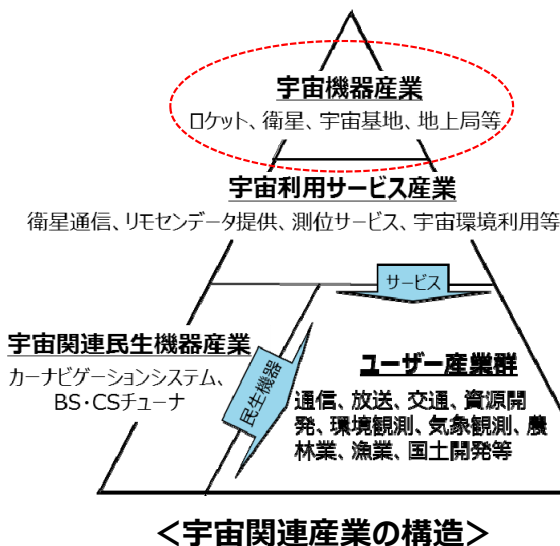 宇宙機器産業
ロケット、衛星、宇宙基地、地上局等
宇宙利用サービス産業
衛星通信、リモセンデータ提供、測位サービス、宇宙環境利用等
サービス
宇宙関連民生機器産業
カーナビゲーションシステム、
BS・CSチューナ
民生機器
ユーザー産業群
通信、放送、交通、資源開
発、環境観測、気象観測、農
林業、漁業、国土開発等
＜宇宙関連産業の構造＞